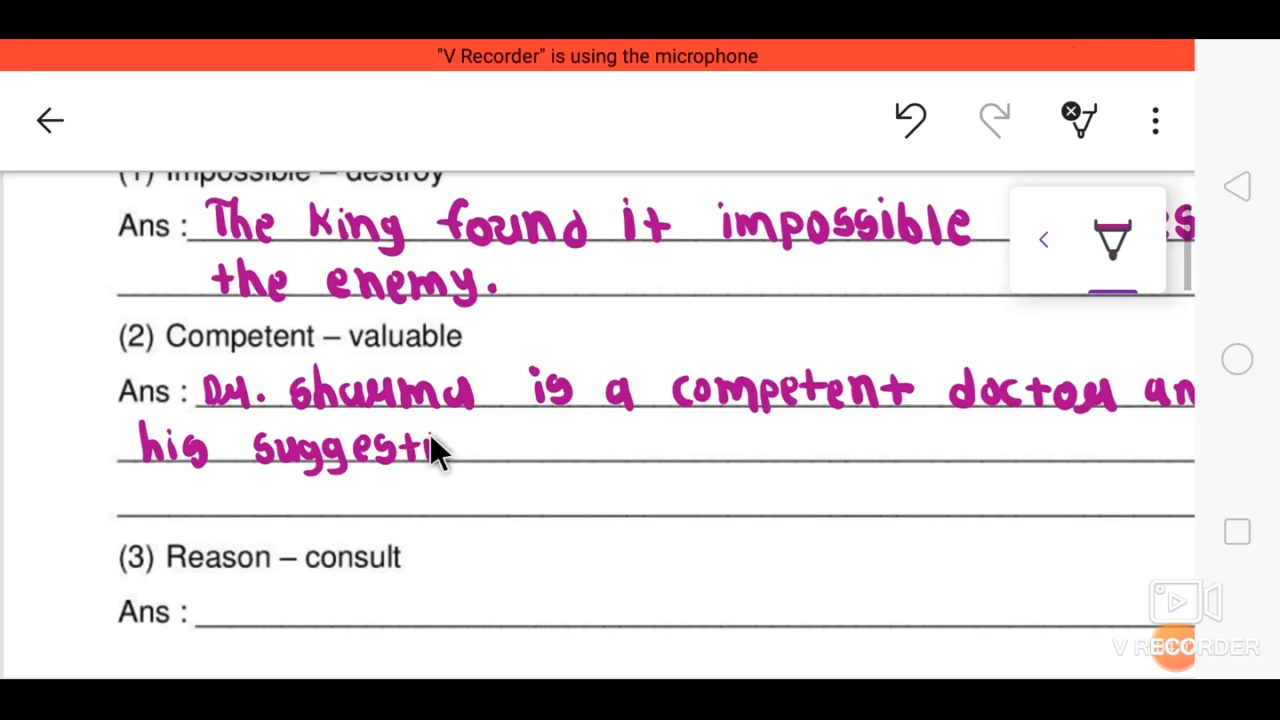 "V Recorder" is using the microphone
(1) Impossible – destroy
Ans : The King found it impossible
the enemy.
(2) Competent – valuable
Ans : Dr. Sharma is a competent doctor an
his suggesti
(3) Reason – consult
Ans :
V RECORDER